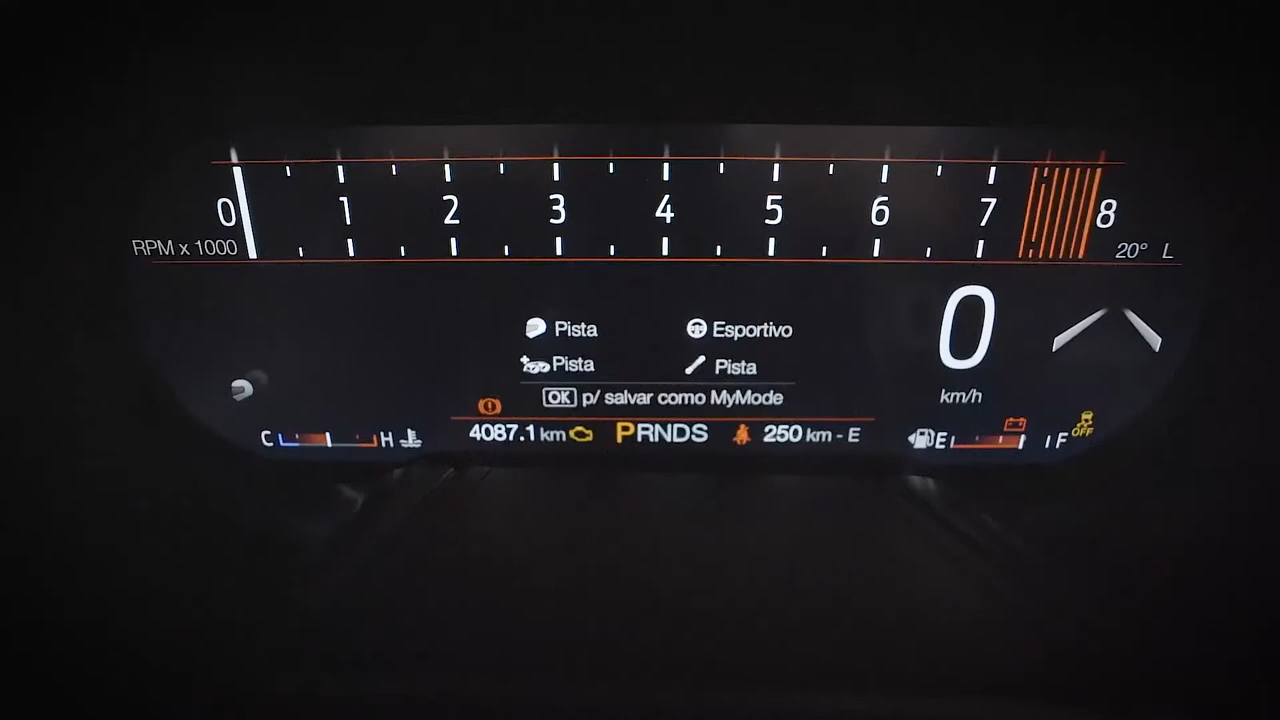 0 1 2 3 4 5 6 7 8
RPM x 1000
20° L
Pista Esportivo
Pista Pista
OK p/ salvar como MyMode
0
km/h
C H
4087.1 km PRNDS 250 km - E
E F
OFF